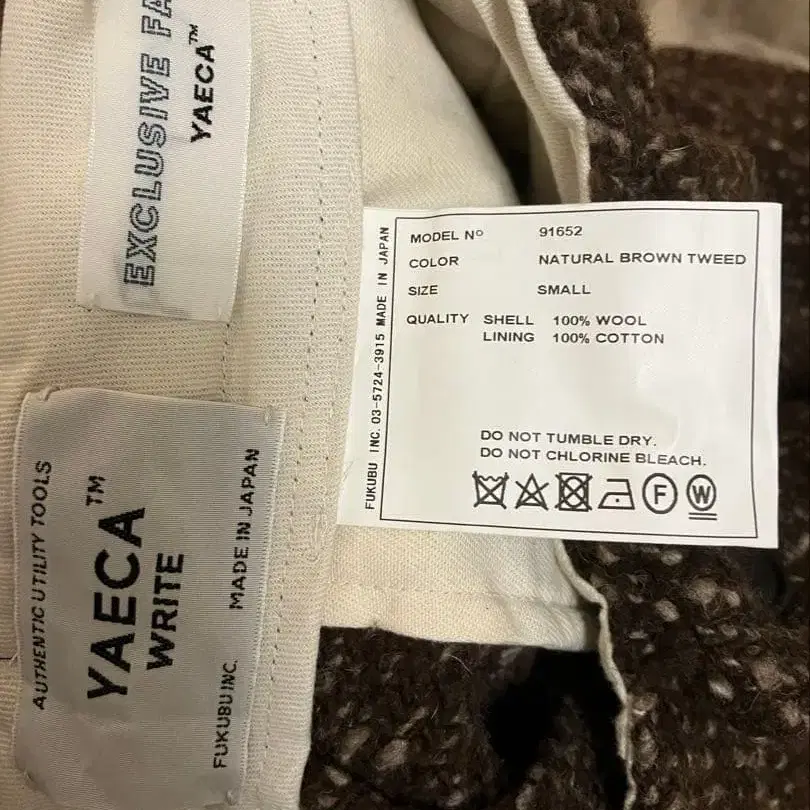 EXCLUSIVE
YAECA™
AUTHENTIC UTILITY TOOLS
YAECA™
WRITE
FUKUBU INC. MADE IN JAPAN
FUKUBU INC. 03-5724-3915 MADE IN JAPAN
MODEL Nº 91652
COLOR NATURAL BROWN TWEED
SIZE SMALL
QUALITY SHELL 100% WOOL
LINING 100% COTTON
DO NOT TUMBLE DRY.
DO NOT CHLORINE BLEACH.
F W